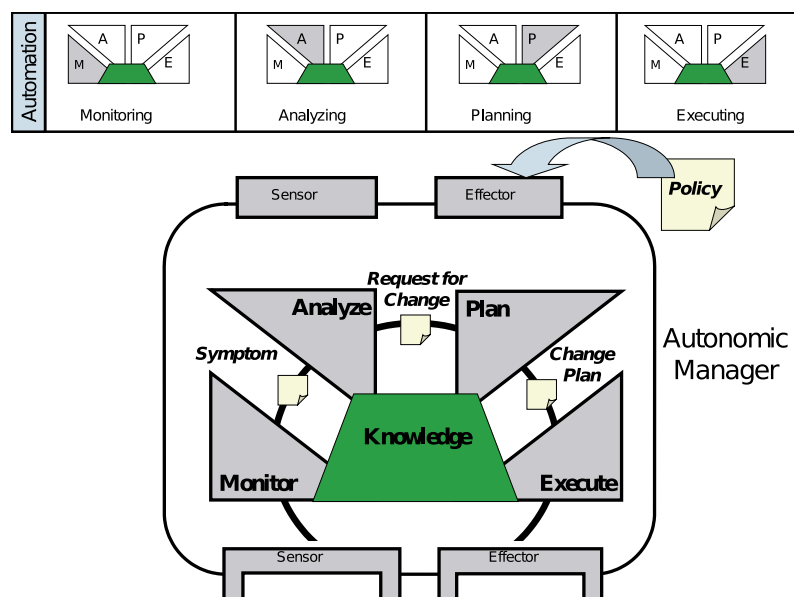 Automation
A P
M E
Monitoring
A P
M E
Analyzing
A P
M E
Planning
A P
M E
Executing
Sensor
Effector
Policy
Request for
Change
Analyze
Plan
Symptom
Change
Plan
Autonomic
Manager
Knowledge
Monitor
Execute
Sensor
Effector